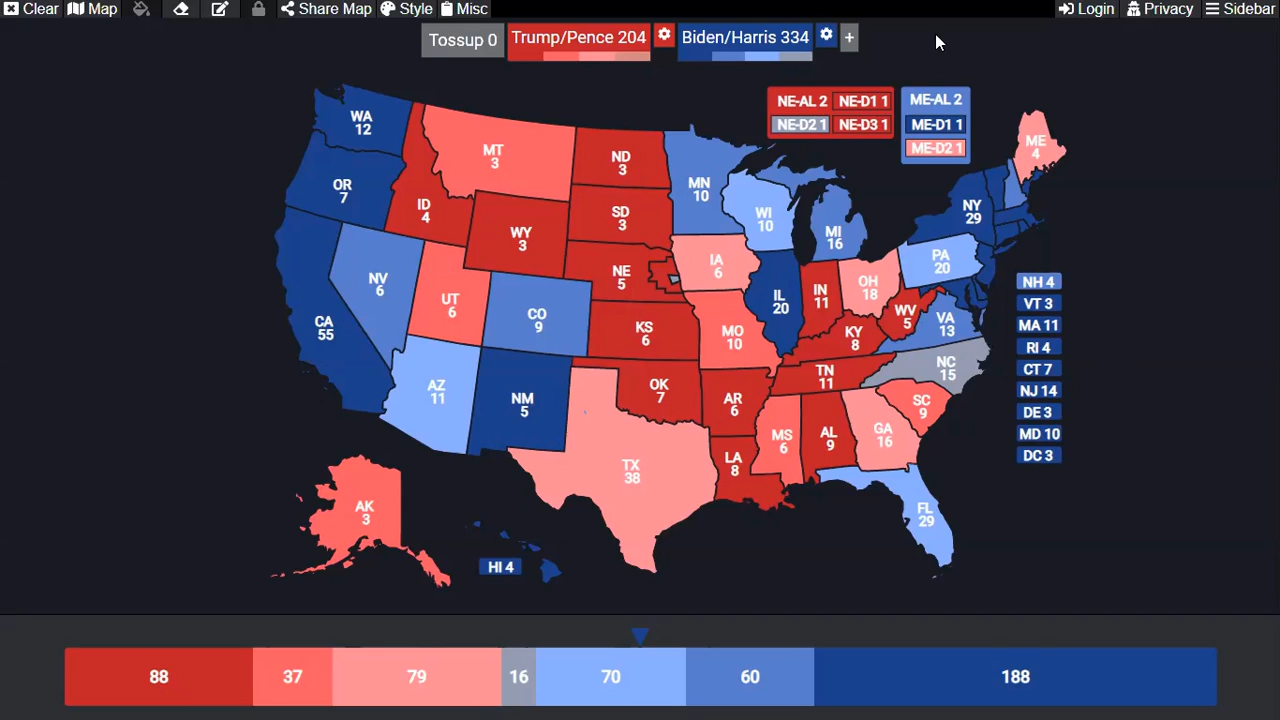 Clear Map Share Map Style Misc Login Privacy Sidebar
Tossup 0 Trump/Pence 204 Biden/Harris 334 +
NE-AL 2 NE-D1 1
NE-D2 1 NE-D3 1
ME-AL 2
ME-D1 1
ME-D2 1
WA
12
OR
7
CA
55
NV
6
ID
4
MT
3
WY
3
UT
6
AZ
11
CO
9
NM
5
ND
3
SD
3
NE
5
KS
6
OK
7
TX
38
MN
10
IA
6
MO
10
AR
6
LA
8
WI
10
IL
20
MS
6
MI
16
IN
11
KY
8
TN
11
AL
9
OH
18
WV
5
GA
16
FL
29
SC
9
NC
15
VA
13
PA
20
NY
29
ME
4
AK
3
HI 4
NH 4
VT 3
MA 11
RI 4
CT 7
NJ 14
DE 3
MD 10
DC 3
88 37 79 16 70 60 188